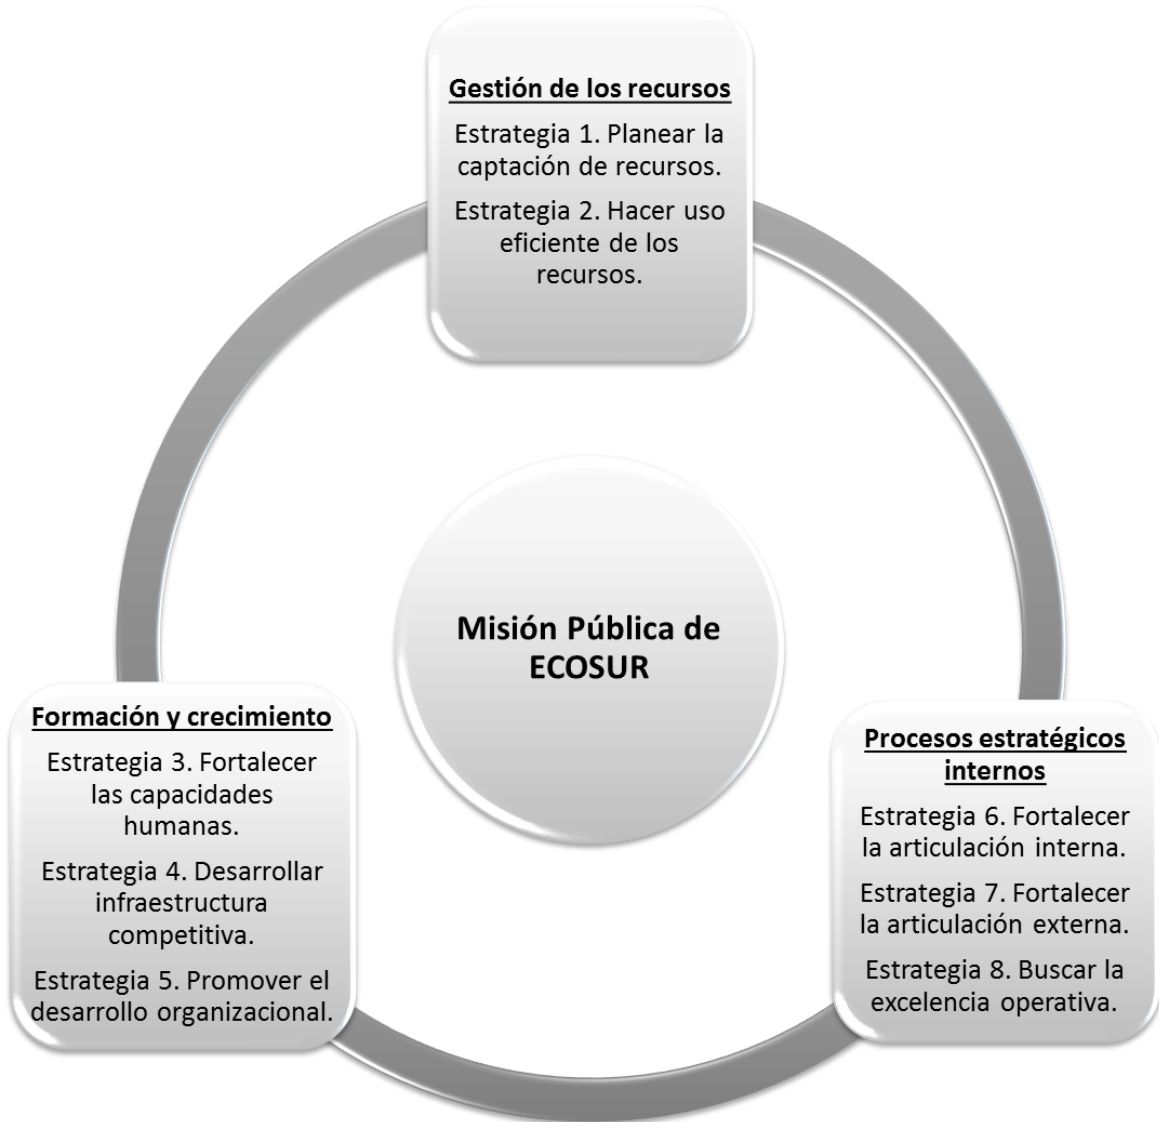 Gestión de los recursos
Estrategia 1. Planear la
captación de recursos.
Estrategia 2. Hacer uso
eficiente de los
recursos.
Misión Pública de
ECOSUR
Formación y crecimiento
Estrategia 3. Fortalecer
las capacidades
humanas.
Estrategia 4. Desarrollar
infraestructura
competitiva.
Estrategia 5. Promover el
desarrollo organizacional.
Procesos estratégicos
internos
Estrategia 6. Fortalecer
la articulación interna.
Estrategia 7. Fortalecer
la articulación externa.
Estrategia 8. Buscar la
excelencia operativa.